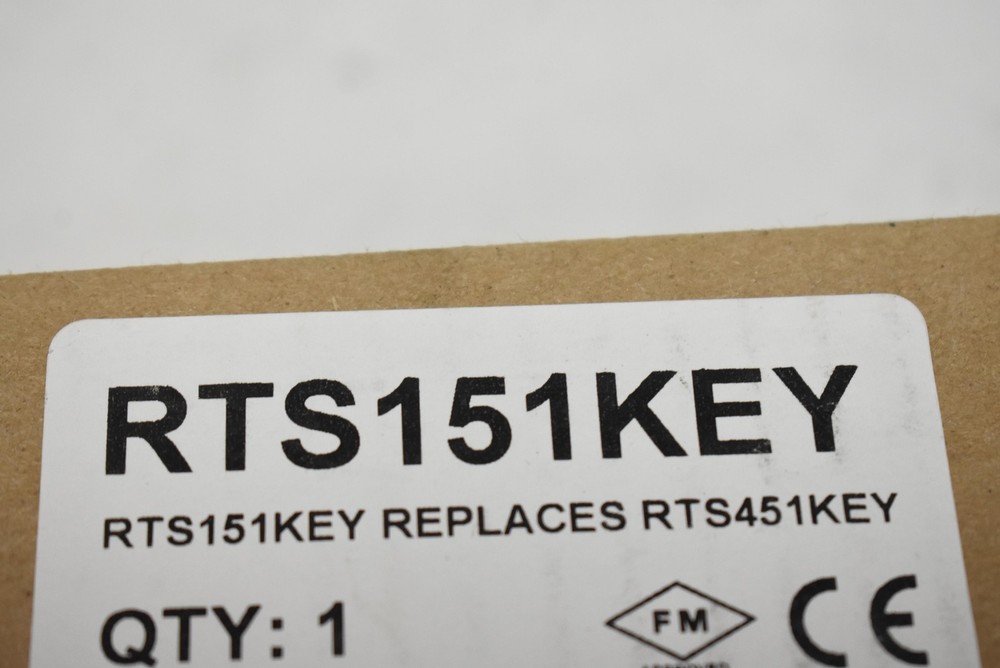 RTS151KEY
RTS151KEY REPLACES RTS451KEY
QTY: 1
FM
CE